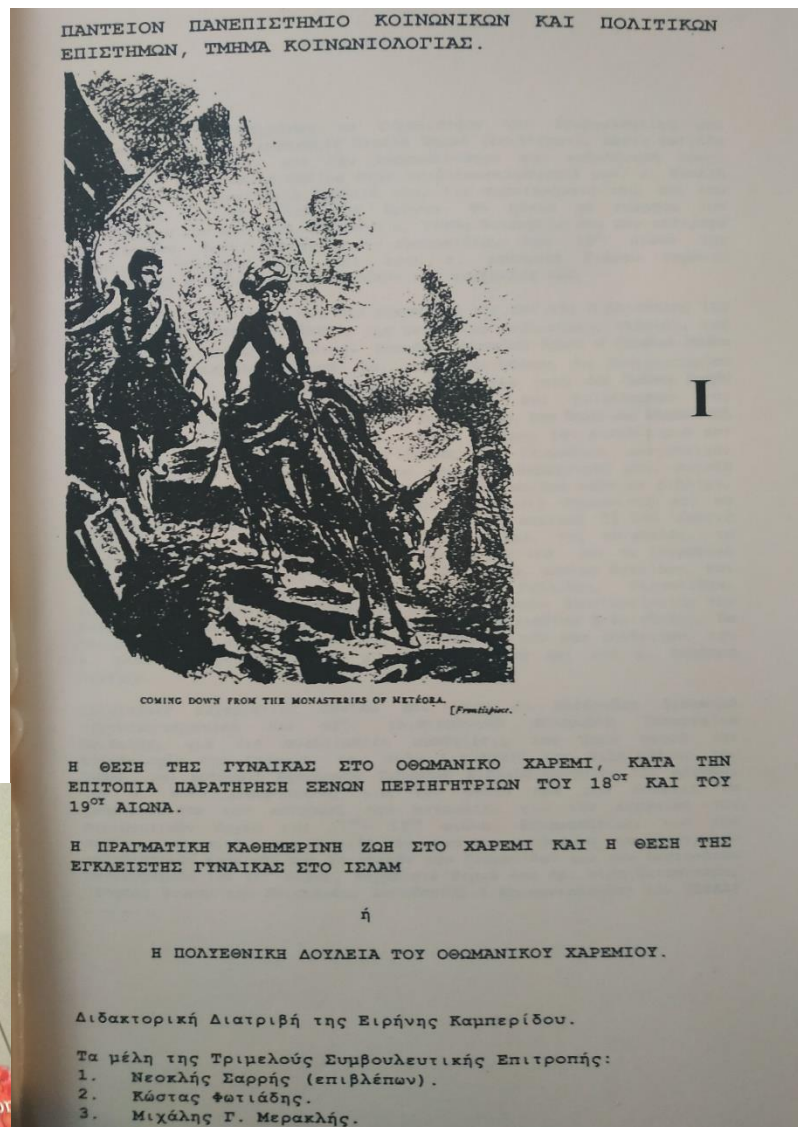 ΠΑΝΤΕΙΟΝ ΠΑΝΕΠΙΣΤΗΜΙΟ ΚΟΙΝΩΝΙΚΩΝ ΚΑΙ ΠΟΛΙΤΙΚΩΝ
ΕΠΙΣΤΗΜΩΝ, ΤΜΗΜΑ ΚΟΙΝΩΝΙΟΛΟΓΙΑΣ.
I
COMING DOWN FROM THE MONASTERIES OF METÉORA.
[Frontispiece.
Η ΘΕΣΗ ΤΗΣ ΓΥΝΑΙΚΑΣ ΣΤΟ ΟΘΩΜΑΝΙΚΟ ΧΑΡΕΜΙ, ΚΑΤΑ ΤΗΝ
ΕΠΙΤΟΠΙΑ ΠΑΡΑΤΗΡΗΣΗ ΞΕΝΩΝ ΠΕΡΙΗΓΗΤΡΙΩΝ ΤΟΥ 18ΟΥ ΚΑΙ ΤΟΥ
19ΟΥ ΑΙΩΝΑ.
Η ΠΡΑΓΜΑΤΙΚΗ ΚΑΘΗΜΕΡΙΝΗ ΖΩΗ ΣΤΟ ΧΑΡΕΜΙ ΚΑΙ Η ΘΕΣΗ ΤΗΣ
ΕΓΚΛΕΙΣΤΗΣ ΓΥΝΑΙΚΑΣ ΣΤΟ ΙΣΛΑΜ
ή
Η ΠΟΛΥΕΘΝΙΚΗ ΔΟΥΛΕΙΑ ΤΟΥ ΟΘΩΜΑΝΙΚΟΥ ΧΑΡΕΜΙΟΥ.
Διδακτορική Διατριβή της Ειρήνης Καμπερίδου.
Τα μέλη της Τριμελούς Συμβουλευτικής Επιτροπής:
1. Νεοκλής Σαρρής (επιβλέπων).
2. Κώστας Φωτιάδης.
3. Μιχάλης Γ. Μερακλής.